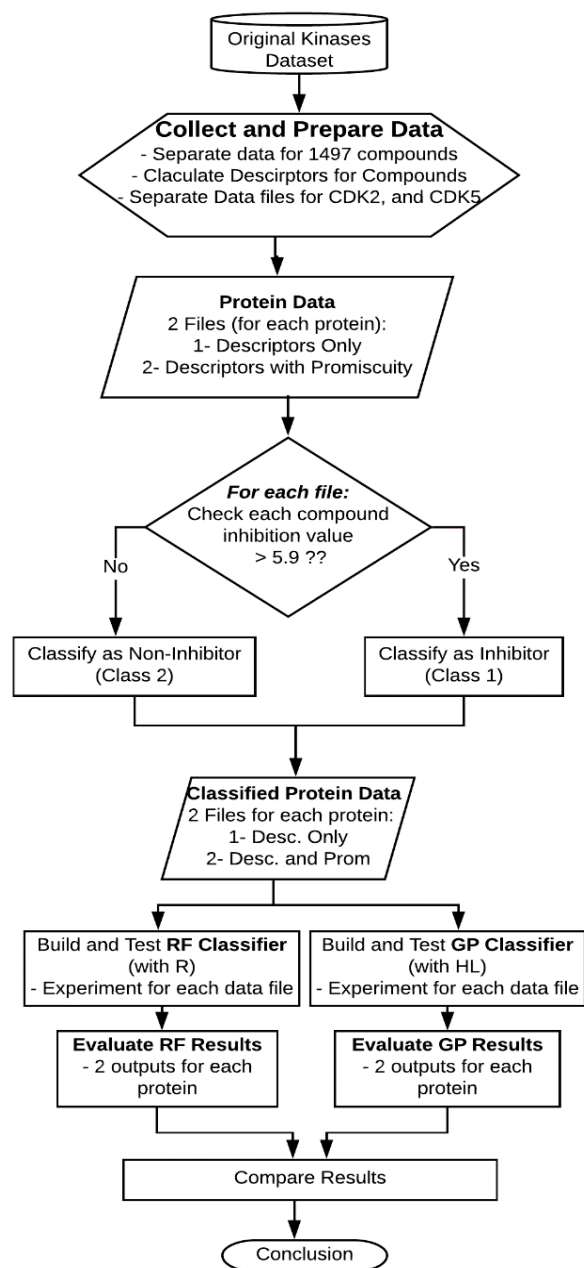 Original Kinases
Dataset
Collect and Prepare Data
- Separate data for 1497 compounds
- Claculate Descirptors for Compounds
- Separate Data files for CDK2, and CDK5
Protein Data
2 Files (for each protein):
1- Descriptors Only
2- Descriptors with Promiscuity
For each file:
Check each compound
inhibition value
> 5.9 ??
No
Yes
Classify as Non-Inhibitor
(Class 2)
Classify as Inhibitor
(Class 1)
Classified Protein Data
2 Files for each protein:
1- Desc. Only
2- Desc. and Prom
Build and Test RF Classifier
(with R)
- Experiment for each data file
Build and Test GP Classifier
(with HL)
- Experiment for each data file
Evaluate RF Results
- 2 outputs for each
protein
Evaluate GP Results
- 2 outputs for each
protein
Compare Results
Conclusion